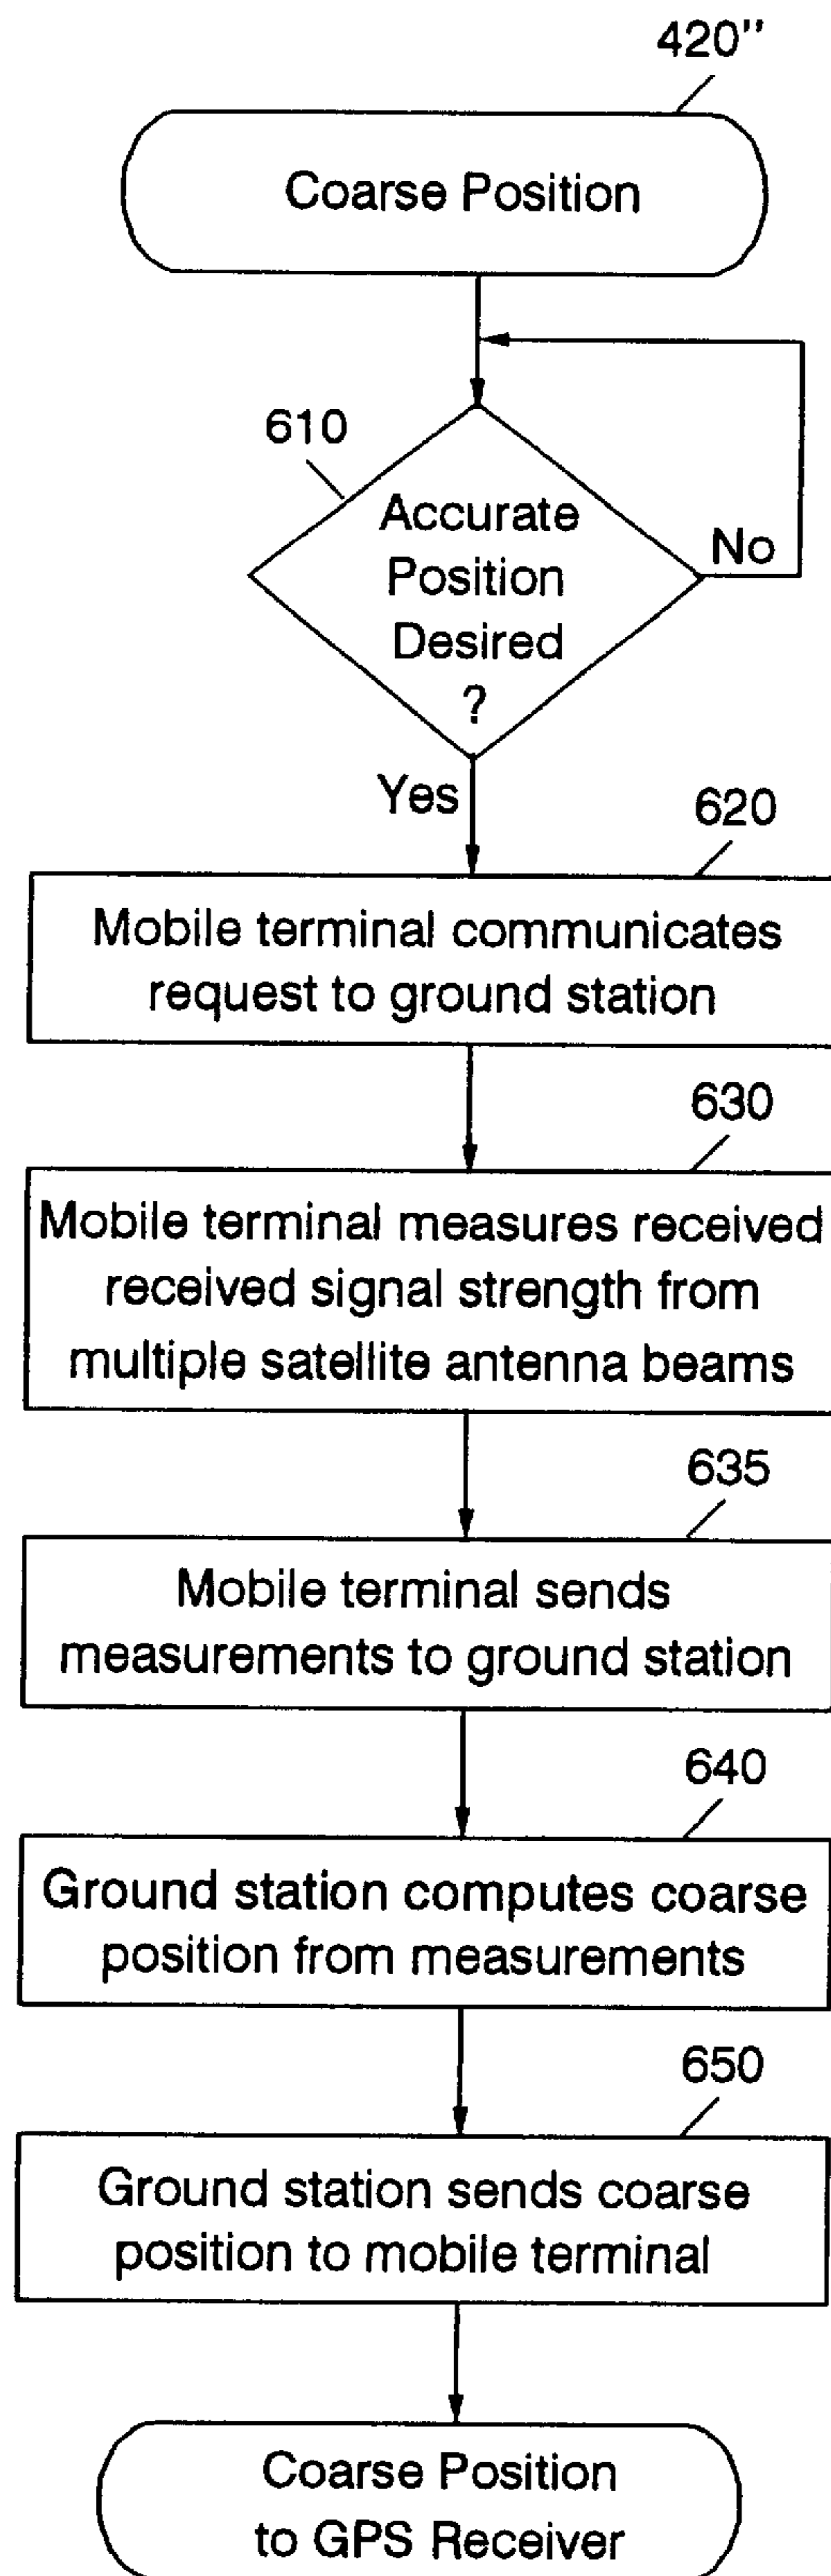 420"
Coarse Position
610
Accurate
Position
Desired
?
No
Yes
620
Mobile terminal communicates
request to ground station
630
Mobile terminal measures received
received signal strength from
multiple satellite antenna beams
635
Mobile terminal sends
measurements to ground station
640
Ground station computes coarse
position from measurements
650
Ground station sends coarse
position to mobile terminal
Coarse Position
to GPS Receiver